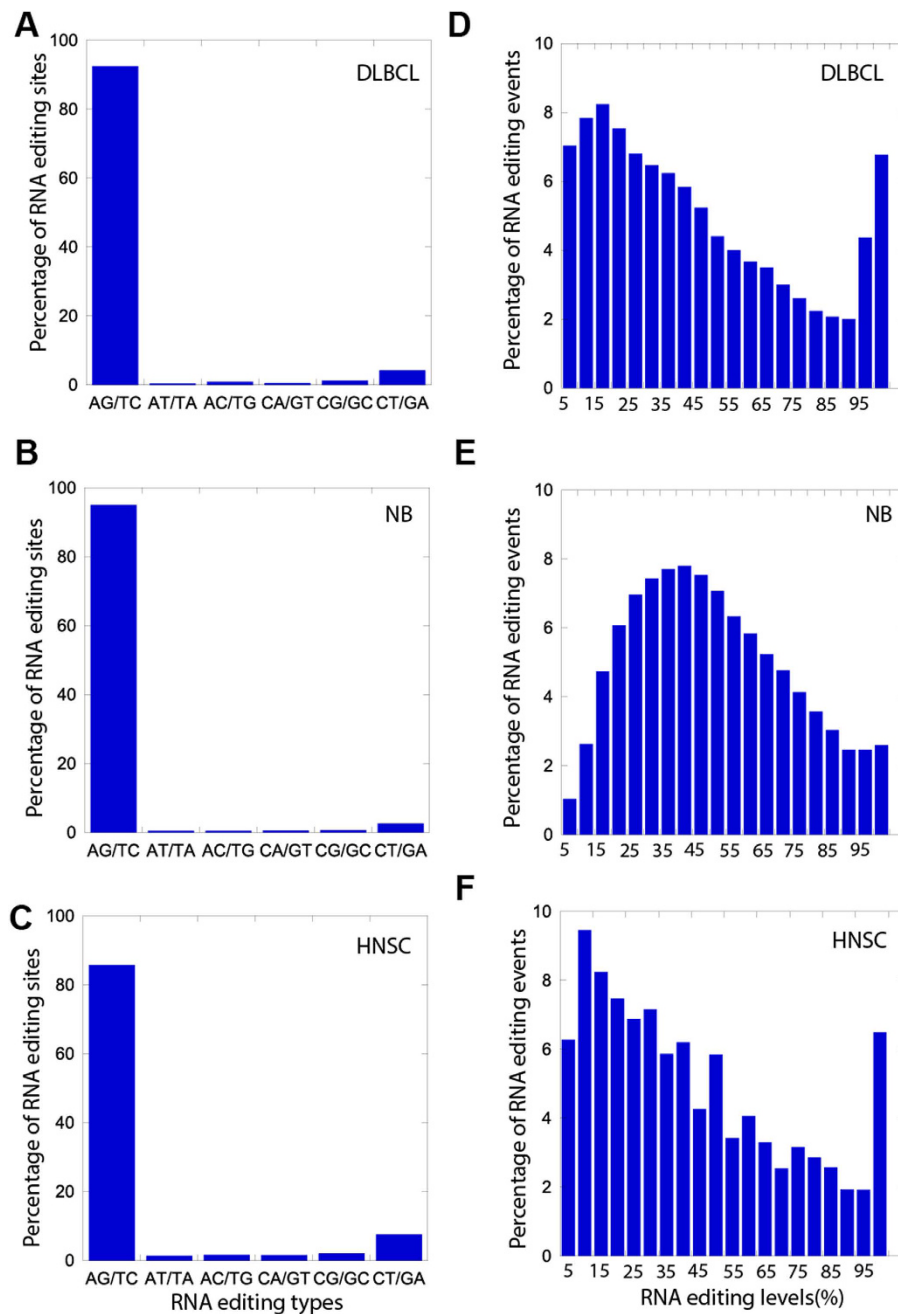 A
Percentage of RNA editing sites
100
80
60
40
20
0
DLBCL
AG/TC AT/TA AC/TG CA/GT CG/GC CT/GA
D
Percentage of RNA editing events
10
8
6
4
2
0
DLBCL
5 15 25 35 45 55 65 75 85 95
B
Percentage of RNA editing sites
100
80
60
40
20
0
NB
AG/TC AT/TA AC/TG CA/GT CG/GC CT/GA
E
Percentage of RNA editing events
10
8
6
4
2
0
NB
5 15 25 35 45 55 65 75 85 95
C
Percentage of RNA editing sites
100
80
60
40
20
0
HNSC
AG/TC AT/TA AC/TG CA/GT CG/GC CT/GA
RNA editing types
F
Percentage of RNA editing events
10
8
6
4
2
0
HNSC
5 15 25 35 45 55 65 75 85 95
RNA editing levels(%)